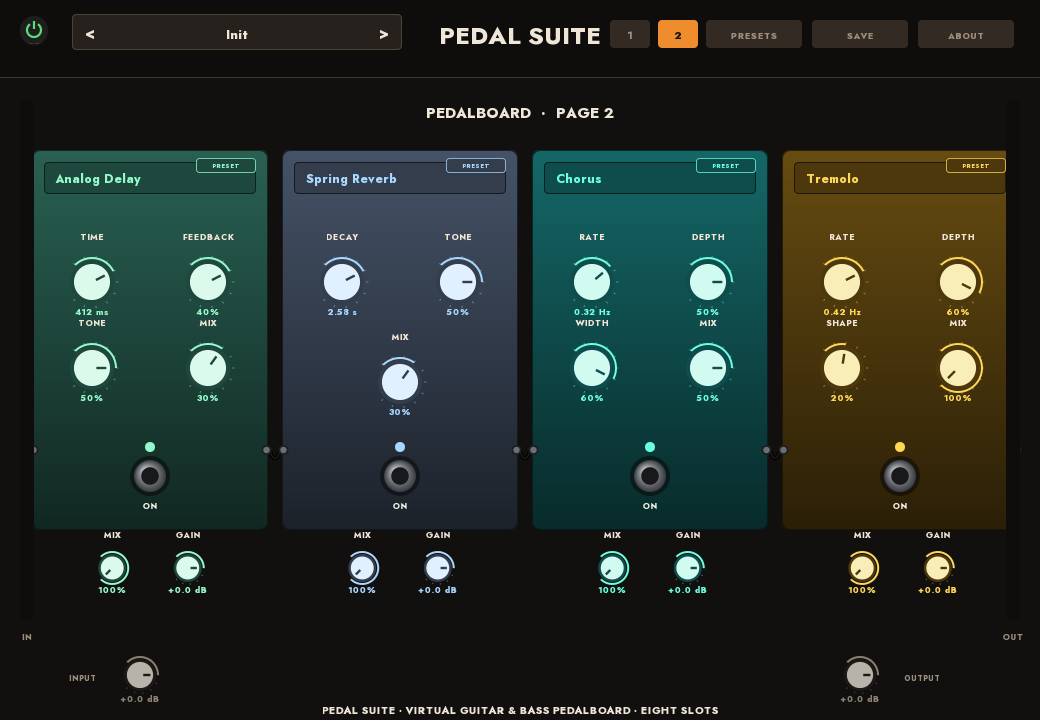 < Init > PEDAL SUITE 1 2 PRESETS SAVE ABOUT
PEDALBOARD · PAGE 2
PRESET PRESET PRESET PRESET
Analog Delay Spring Reverb Chorus Tremolo
TIME FEEDBACK DECAY TONE RATE DEPTH RATE DEPTH
412 ms 40% 2.58 s 50% 0.32 Hz 50% 0.42 Hz 60%
TONE MIX WIDTH MIX SHAPE MIX
MIX
50% 30% 60% 50% 20% 100%
30%
ON ON ON ON
MIX GAIN MIX GAIN MIX GAIN MIX GAIN
100% +0.0 dB 100% +0.0 dB 100% +0.0 dB 100% +0.0 dB
IN OUT
INPUT OUTPUT
+0.0 dB +0.0 dB
PEDAL SUITE · VIRTUAL GUITAR & BASS PEDALBOARD · EIGHT SLOTS